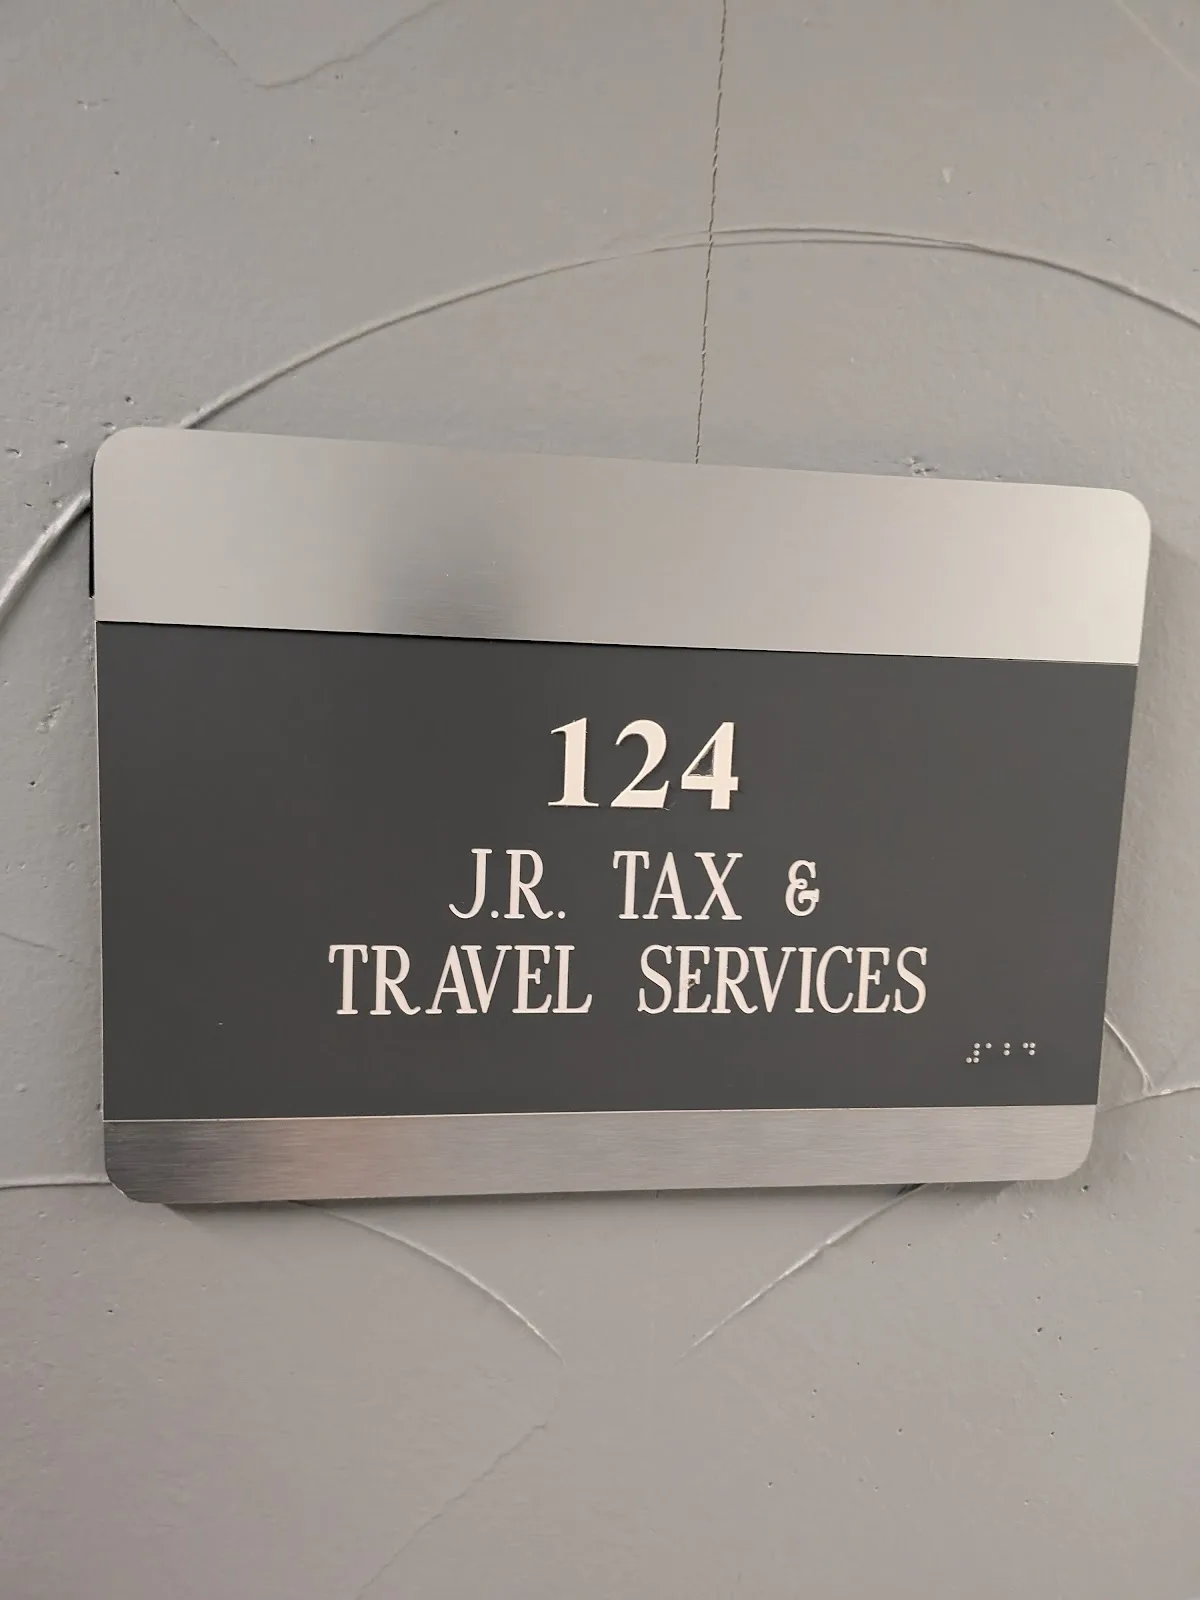 124
J.R. TAX &
TRAVEL SERVICES
⠼⠁⠃⠙